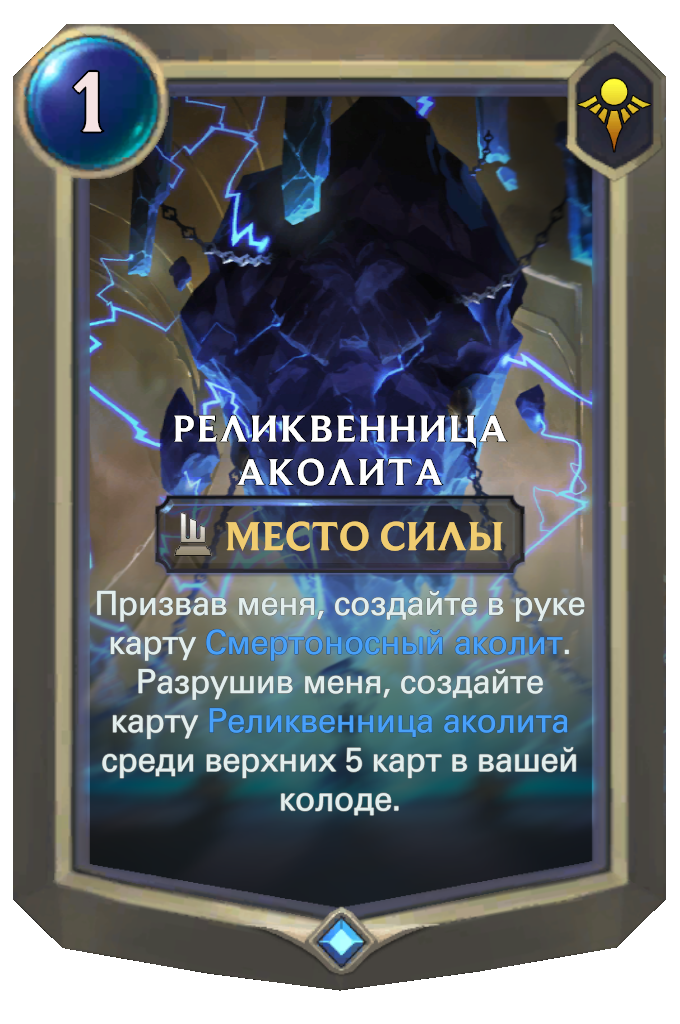 1
РЕЛИКВЕННИЦА
АКОЛИТА
МЕСТО СИЛЫ
Призвав меня, создайте в руке
карту Смертоносный аколит.
Разрушив меня, создайте
карту Реликвенница аколита
среди верхних 5 карт в вашей
колоде.